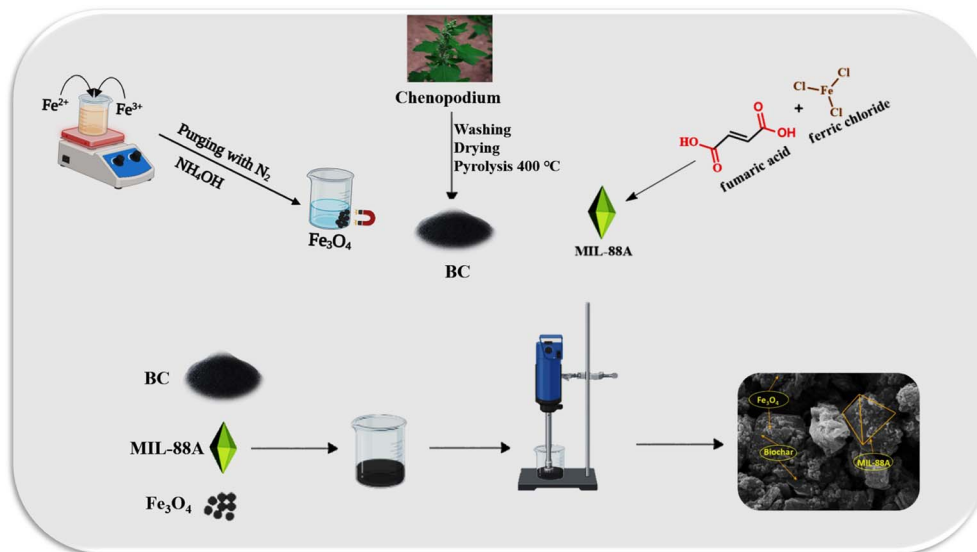 Fe²⁺
Fe³⁺
Purging with N₂
NH₄OH
Fe₃O₄
Chenopodium
Washing
Drying
Pyrolysis 400 °C
BC
Cl
Cl
Fe
Cl
+
O
HO
OH
O
ferric chloride
fumaric acid
MIL-88A
BC
MIL-88A
Fe₃O₄
Fe₃O₄
Biochar
MIL-88A